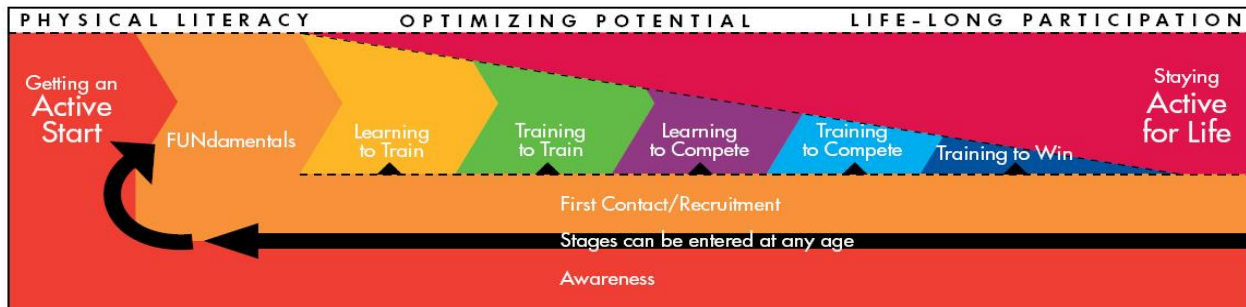 PHYSICAL LITERACY OPTIMIZING POTENTIAL LIFE-LONG PARTICIPATION
Getting an
Active
Start
FUNdamentals
Learning
to Train
Training
to Train
Learning
to Compete
Training
to Compete
Training to Win
Staying
Active
for Life
First Contact/Recruitment
Stages can be entered at any age
Awareness